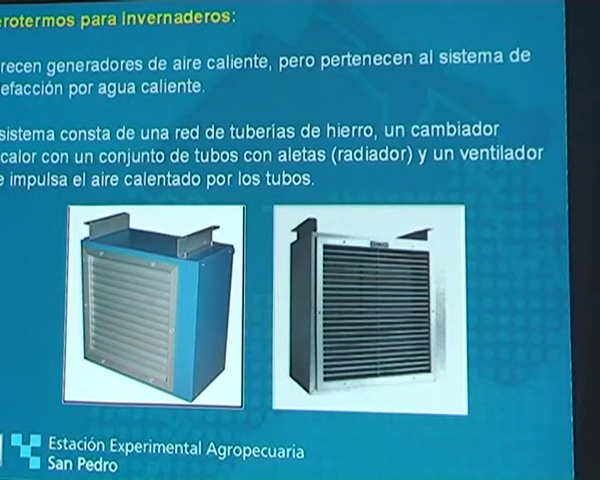 erotermos para invernaderos:
recen generadores de aire caliente, pero pertenecen al sistema de
efacción por agua caliente.
sistema consta de una red de tuberías de hierro, un cambiador
calor con un conjunto de tubos con aletas (radiador) y un ventilador
e impulsa el aire calentado por los tubos.
Estación Experimental Agropecuaria
San Pedro